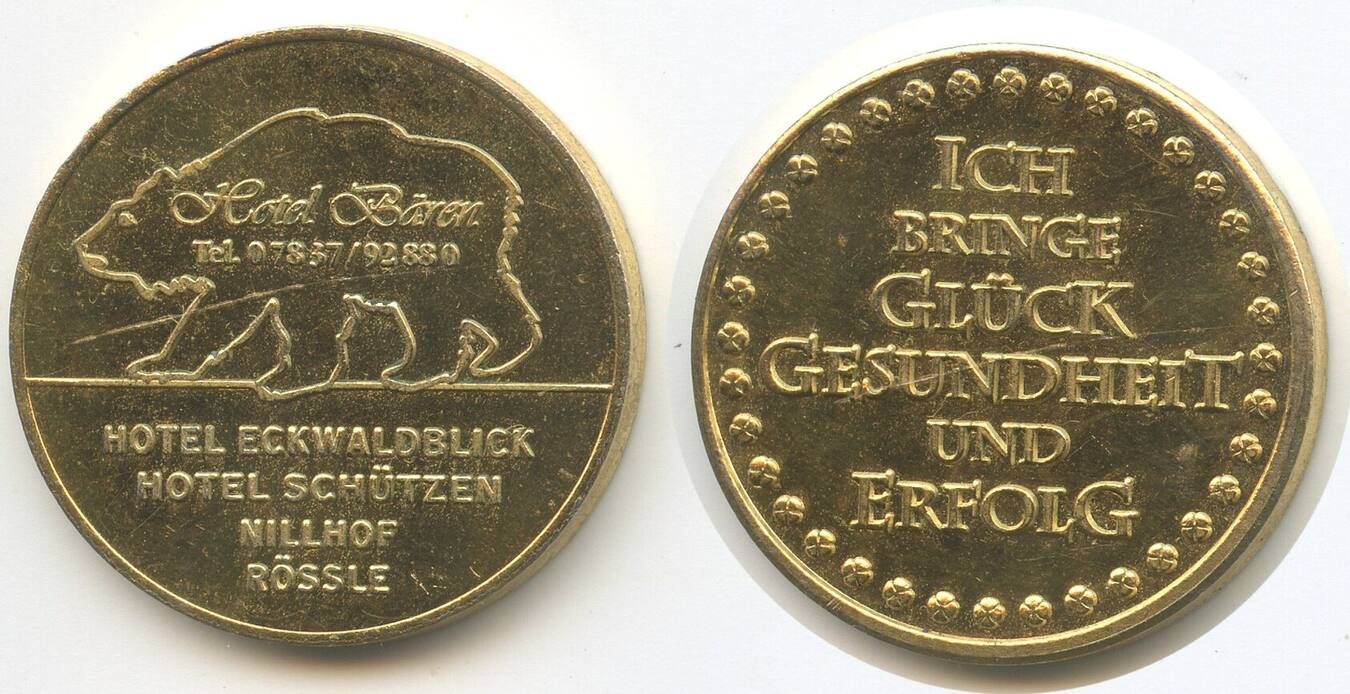 Hotel Bären
Tel. 07837/92880
HOTEL ECKWALDBLICK
HOTEL SCHÜTZEN
NILLHOF
RÖSSLE
ICH
BRINGE
GLÜCK
GESUNDHEIT
UND
ERFOLG